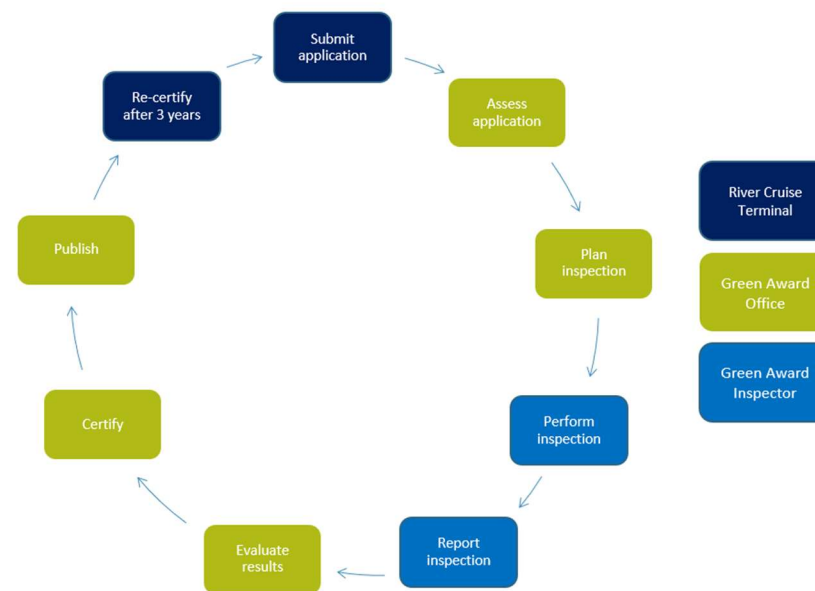 Submit
application
Assess
application
Plan
inspection
Perform
inspection
Report
inspection
Evaluate
results
Certify
Publish
Re-certify
after 3 years
River Cruise
Terminal
Green Award
Office
Green Award
Inspector